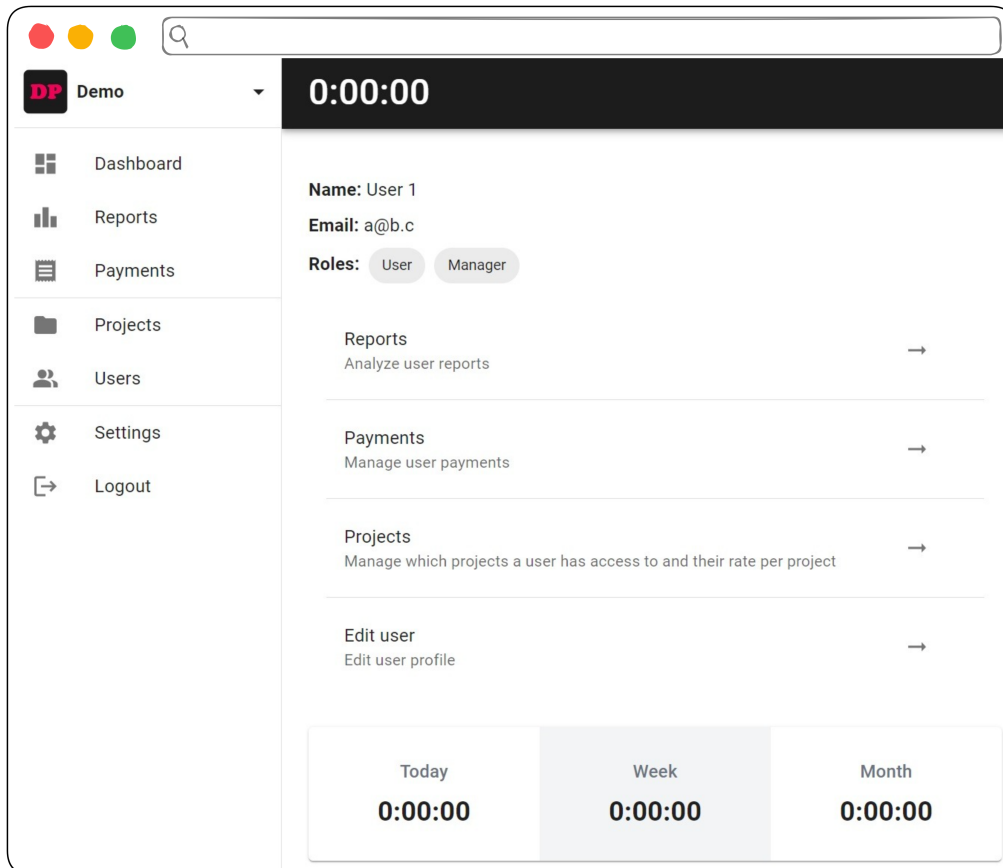 DP Demo
0:00:00
Dashboard
Reports
Payments
Projects
Users
Settings
Logout
Name: User 1
Email: a@b.c
Roles: User Manager
Reports
Analyze user reports
Payments
Manage user payments
Projects
Manage which projects a user has access to and their rate per project
Edit user
Edit user profile
Today
0:00:00
Week
0:00:00
Month
0:00:00